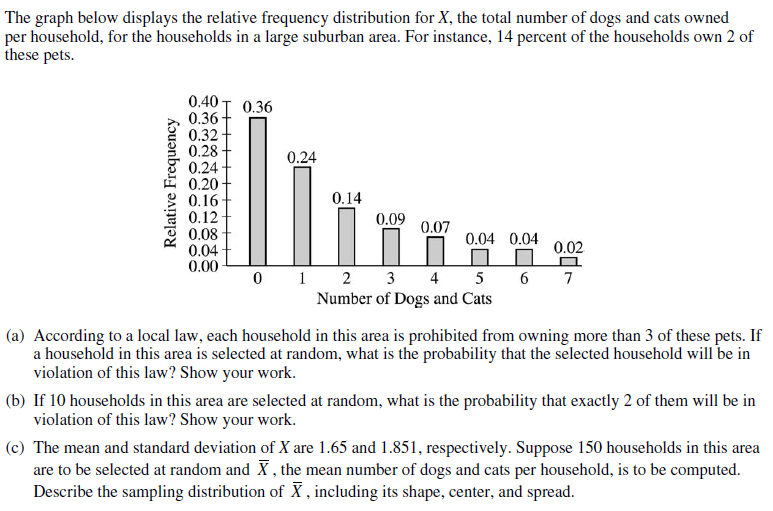 The graph below displays the relative frequency distribution for X, the total number of dogs and cats owned
per household, for the households in a large suburban area. For instance, 14 percent of the households own 2 of
these pets.
Relative Frequency
0.40
0.36
0.32
0.28
0.24
0.20
0.16
0.12
0.08
0.04
0.00
0.36
0.24
0.14
0.09
0.07
0.04
0.04
0.02
0 1 2 3 4 5 6 7
Number of Dogs and Cats
(a) According to a local law, each household in this area is prohibited from owning more than 3 of these pets. If
a household in this area is selected at random, what is the probability that the selected household will be in
violation of this law? Show your work.
(b) If 10 households in this area are selected at random, what is the probability that exactly 2 of them will be in
violation of this law? Show your work.
(c) The mean and standard deviation of X are 1.65 and 1.851, respectively. Suppose 150 households in this area
are to be selected at random and X̅, the mean number of dogs and cats per household, is to be computed.
Describe the sampling distribution of X̅, including its shape, center, and spread.